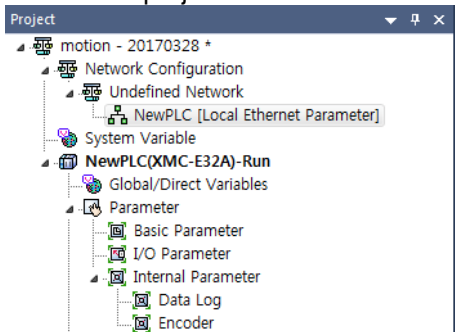 Project
motion - 20170328 *
Network Configuration
Undefined Network
NewPLC [Local Ethernet Parameter]
System Variable
NewPLC(XMC-E32A)-Run
Global/Direct Variables
Parameter
Basic Parameter
I/O Parameter
Internal Parameter
Data Log
Encoder